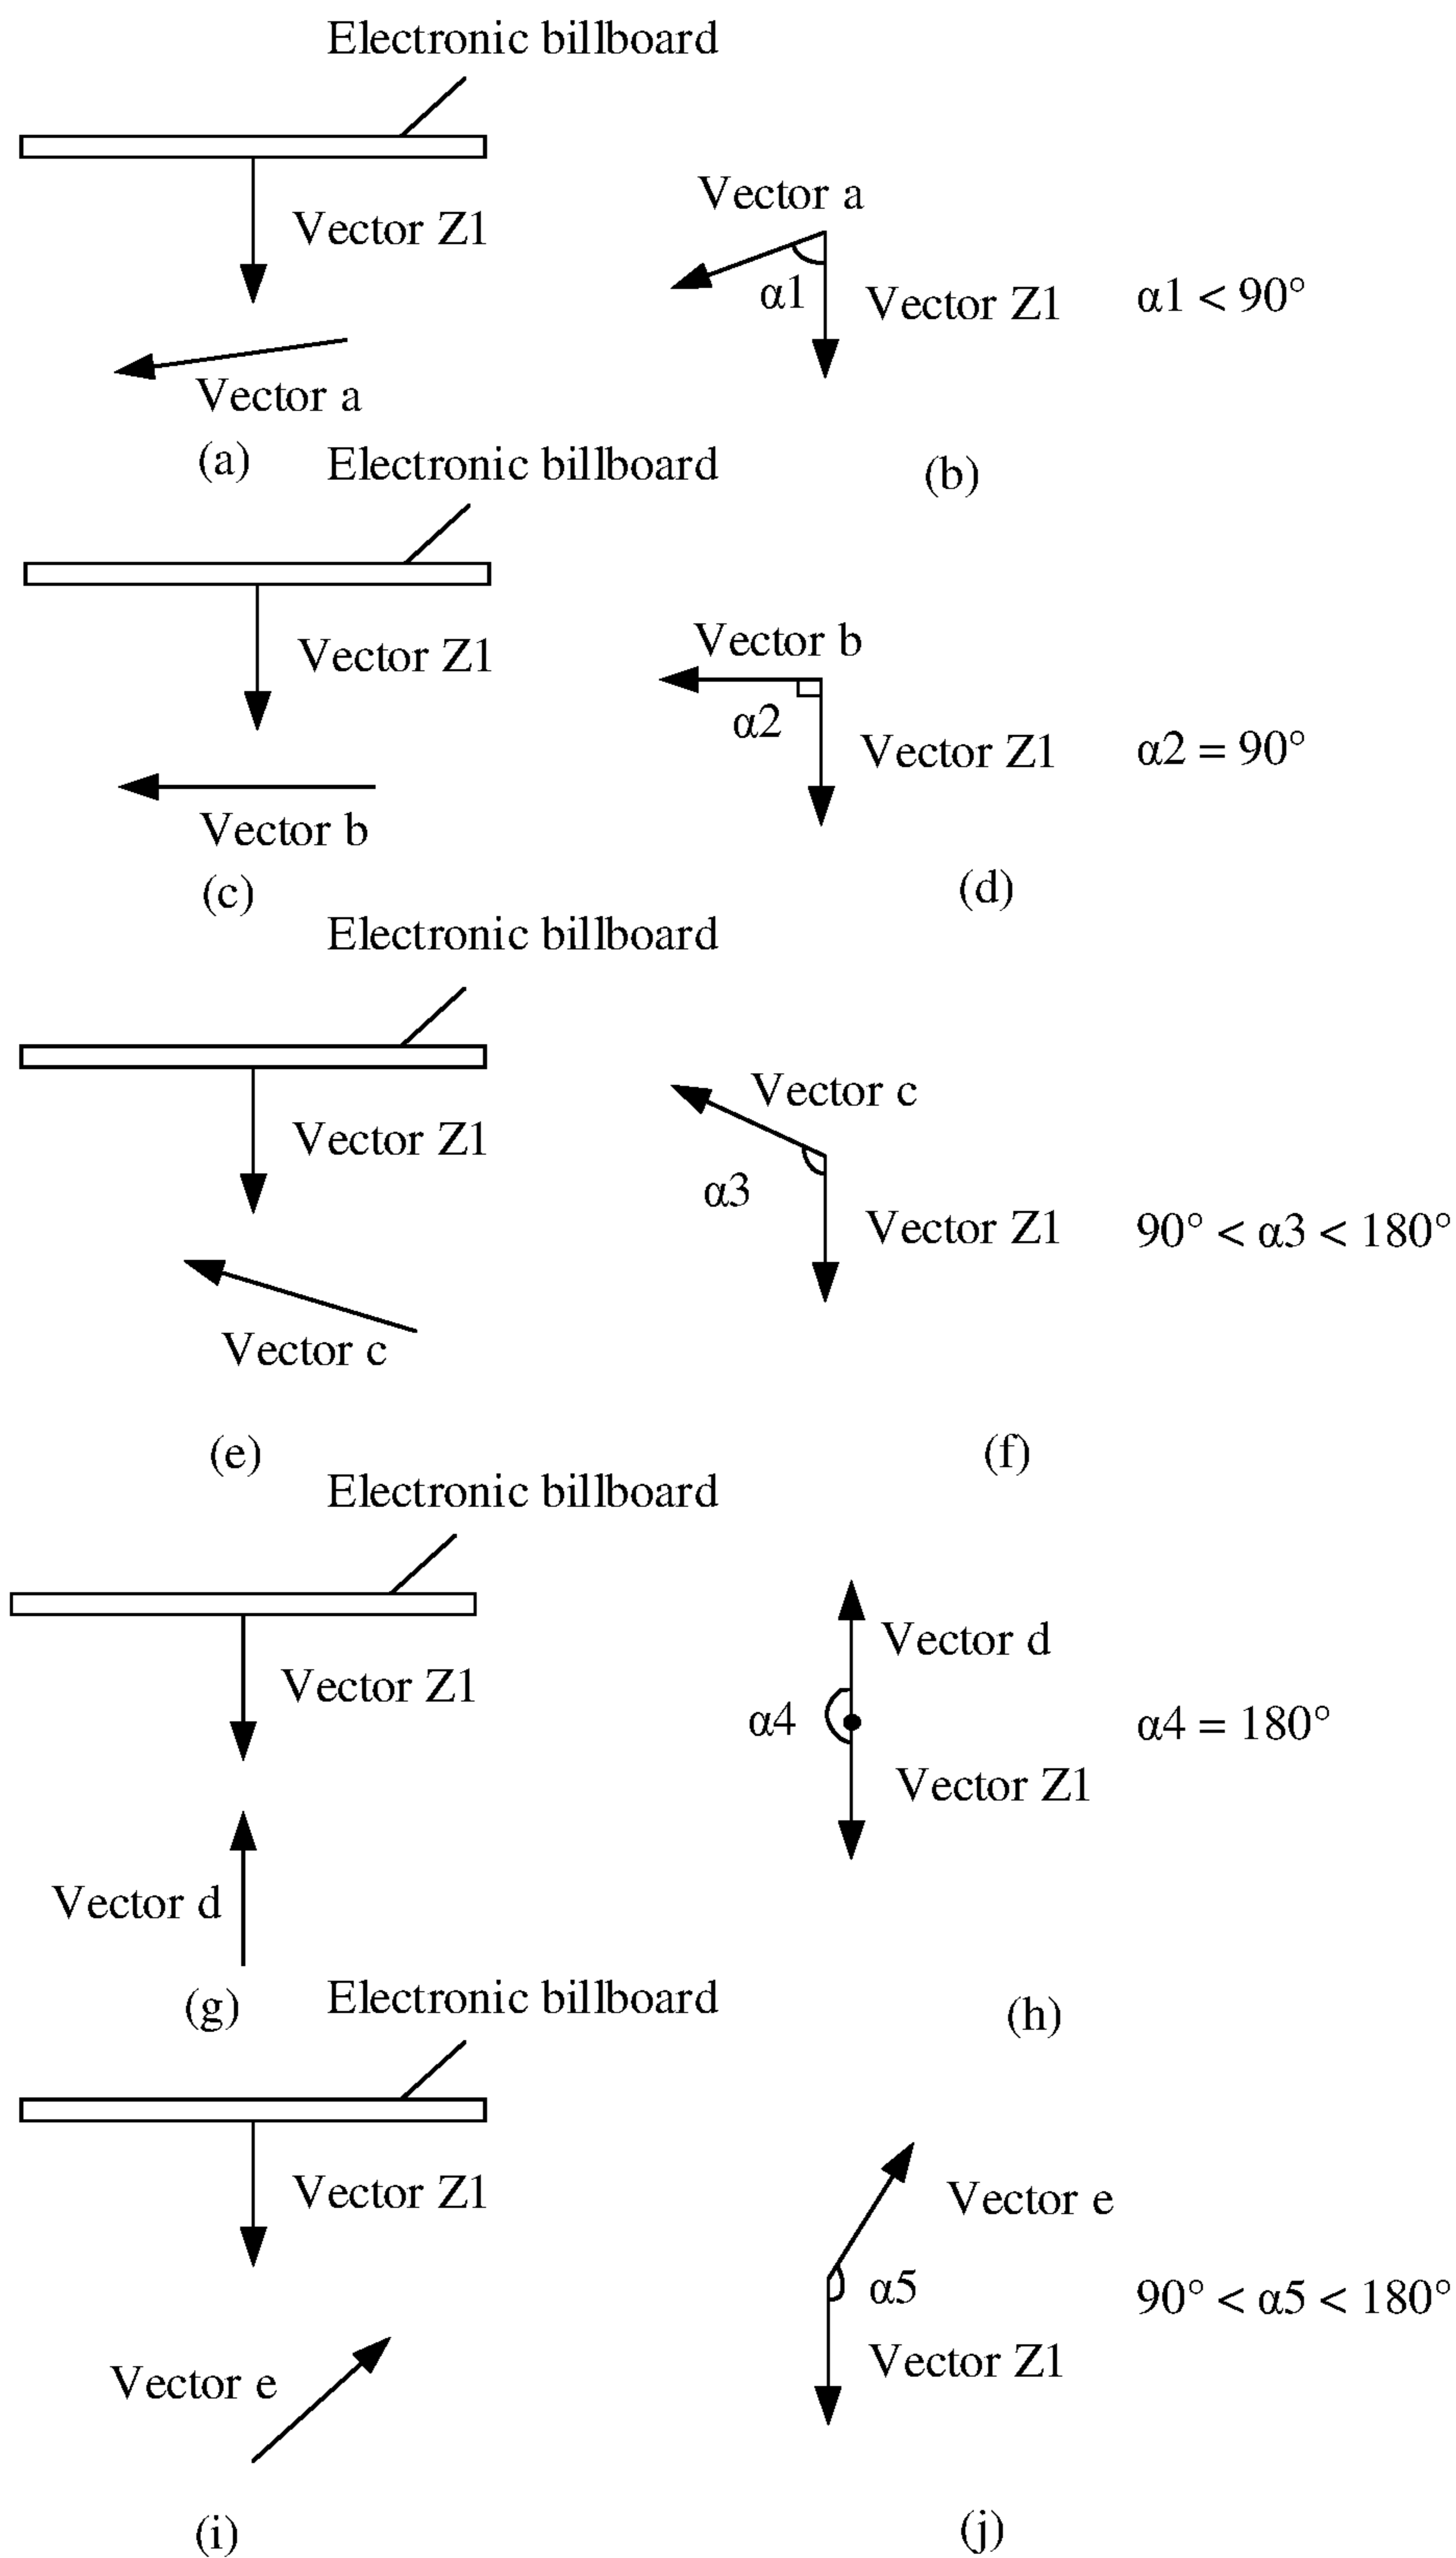 Electronic billboard
Vector Z1
Vector a
(a)
Vector a
α1
Vector Z1
α1 < 90°
(b)
Electronic billboard
Vector Z1
Vector b
(c)
Vector b
α2
Vector Z1
α2 = 90°
(d)
Electronic billboard
Vector Z1
Vector c
(e)
Vector c
α3
Vector Z1
90° < α3 < 180°
(f)
Electronic billboard
Vector Z1
Vector d
(g)
Vector d
α4
Vector Z1
α4 = 180°
(h)
Electronic billboard
Vector Z1
Vector e
(i)
Vector e
α5
Vector Z1
90° < α5 < 180°
(j)